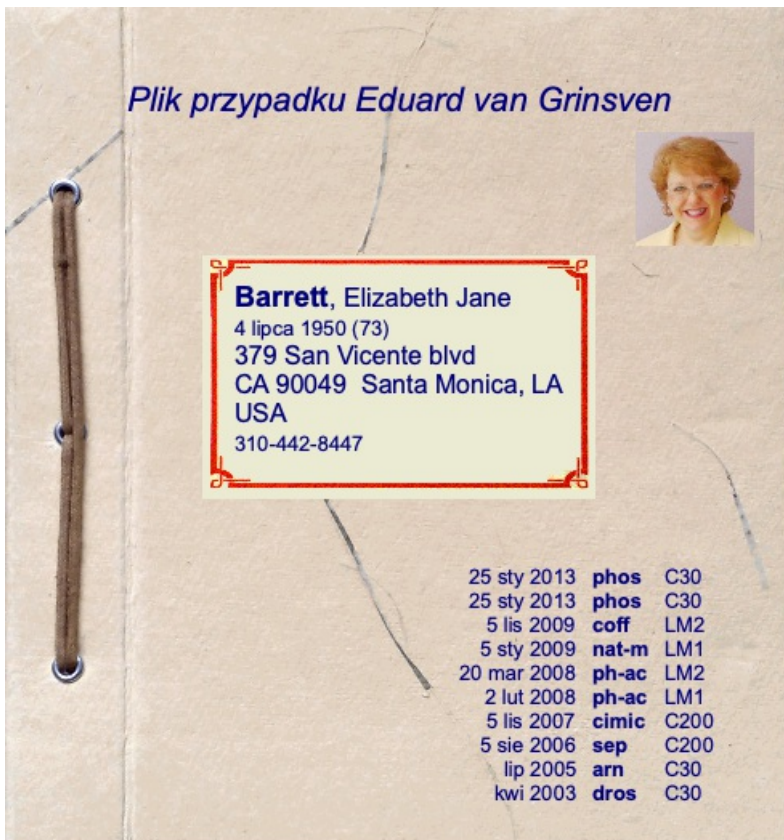 Plik przypadku Eduard van Grinsven
Barrett, Elizabeth Jane
4 lipca 1950 (73)
379 San Vicente blvd
CA 90049 Santa Monica, LA
USA
310-442-8447
25 sty 2013 phos C30
25 sty 2013 phos C30
5 lis 2009 coff LM2
5 sty 2009 nat-m LM1
20 mar 2008 ph-ac LM2
2 lut 2008 ph-ac LM1
5 lis 2007 cimic C200
5 sie 2006 sep C200
lip 2005 arn C30
kwi 2003 dros C30